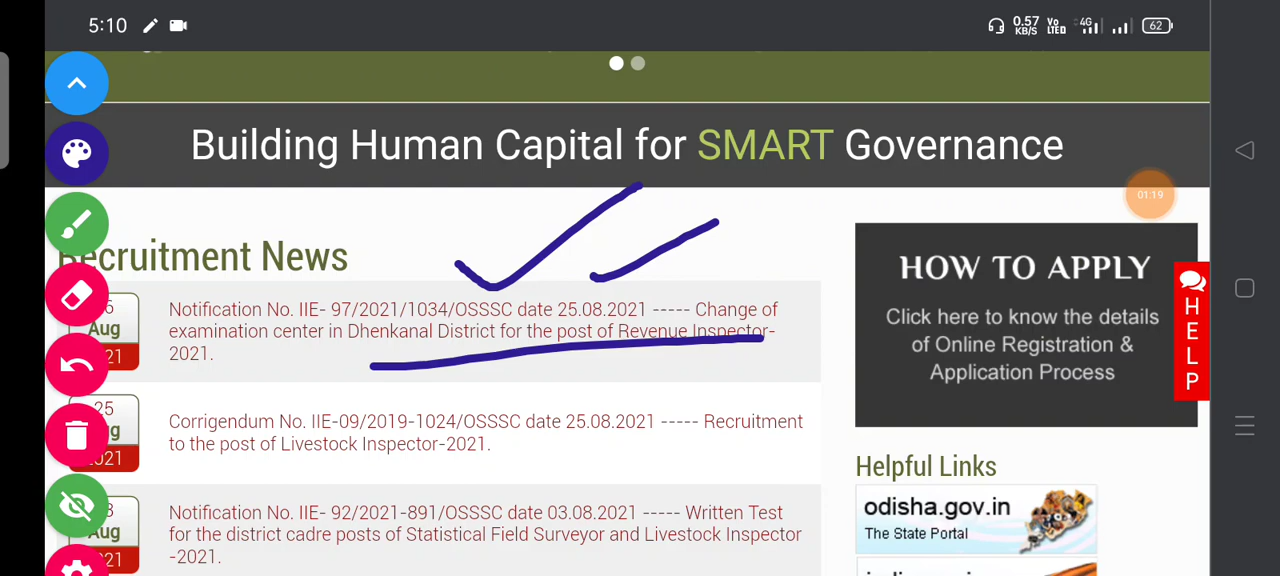 5:10
0.57
KB/S
Vo
LTED
4G
62
Building Human Capital for SMART Governance
01:19
Recruitment News
HOW TO APPLY
Click here to know the details
of Online Registration &
Application Process
HELP
Aug
21
Notification No. IIE- 97/2021/1034/OSSSC date 25.08.2021 ----- Change of
examination center in Dhenkanal District for the post of Revenue Inspector-
2021.
25
2021
Corrigendum No. IIE-09/2019-1024/OSSSC date 25.08.2021 ----- Recruitment
to the post of Livestock Inspector-2021.
Helpful Links
odisha.gov.in
The State Portal
Aug
21
Notification No. IIE- 92/2021-891/OSSSC date 03.08.2021 ----- Written Test
for the district cadre posts of Statistical Field Surveyor and Livestock Inspector
-2021.